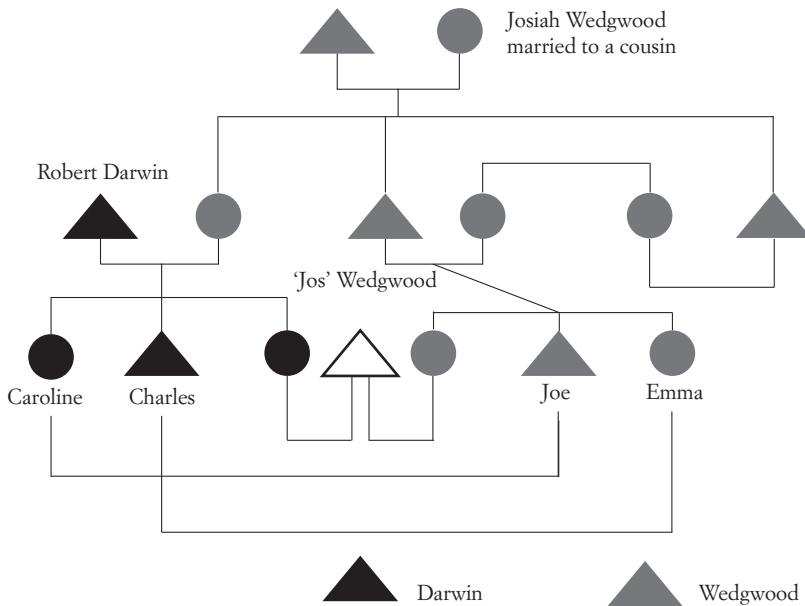 Josiah Wedgwood
married to a cousin
Robert Darwin
‘Jos’ Wedgwood
Caroline
Charles
Joe
Emma
Darwin
Wedgwood